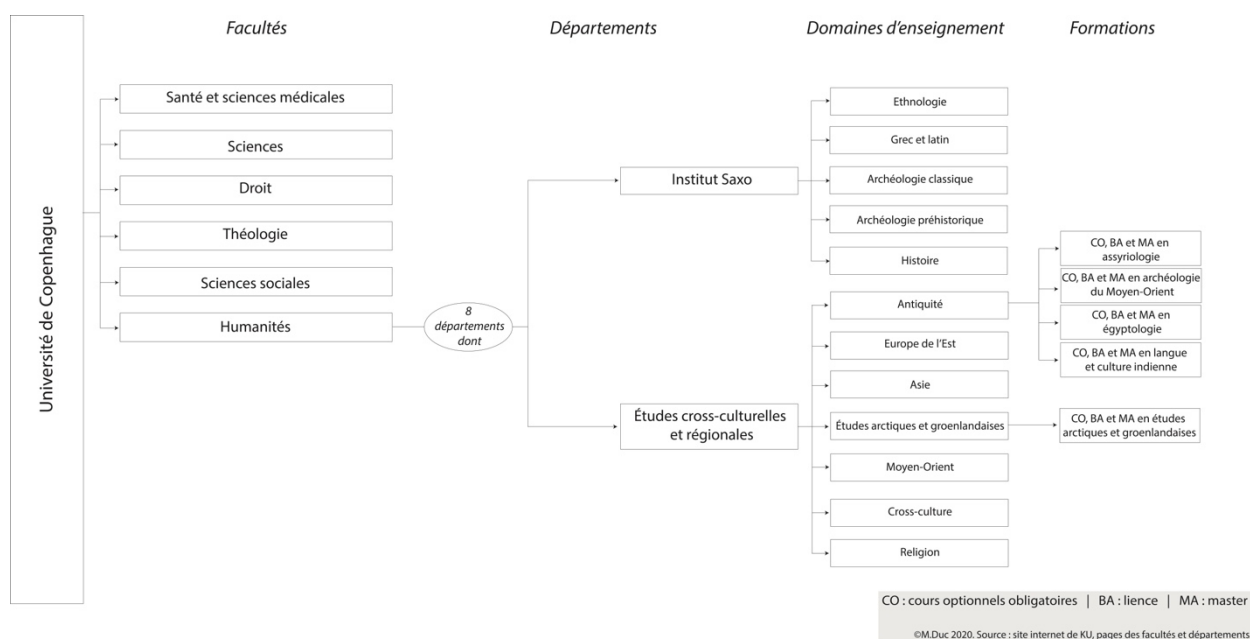 Facultés
Départements
Domaines d'enseignement
Formations
Université de Copenhague
Santé et sciences médicales
Sciences
Droit
Théologie
Sciences sociales
Humanités
8
départements
dont
Institut Saxo
Études cross-culturelles
et régionales
Ethnologie
Grec et latin
Archéologie classique
Archéologie préhistorique
Histoire
Antiquité
Europe de l'Est
Asie
Études arctiques et groenlandaises
Moyen-Orient
Cross-culture
Religion
CO, BA et MA en
assyriologie
CO, BA et MA en archéologie
du Moyen-Orient
CO, BA et MA en
égyptologie
CO, BA et MA en langue
et culture indienne
CO, BA et MA en études
arctiques et groenlandaises
CO : cours optionnels obligatoires | BA : lience | MA : master
©M.Duc 2020. Source : site internet de KU, pages des facultés et départements